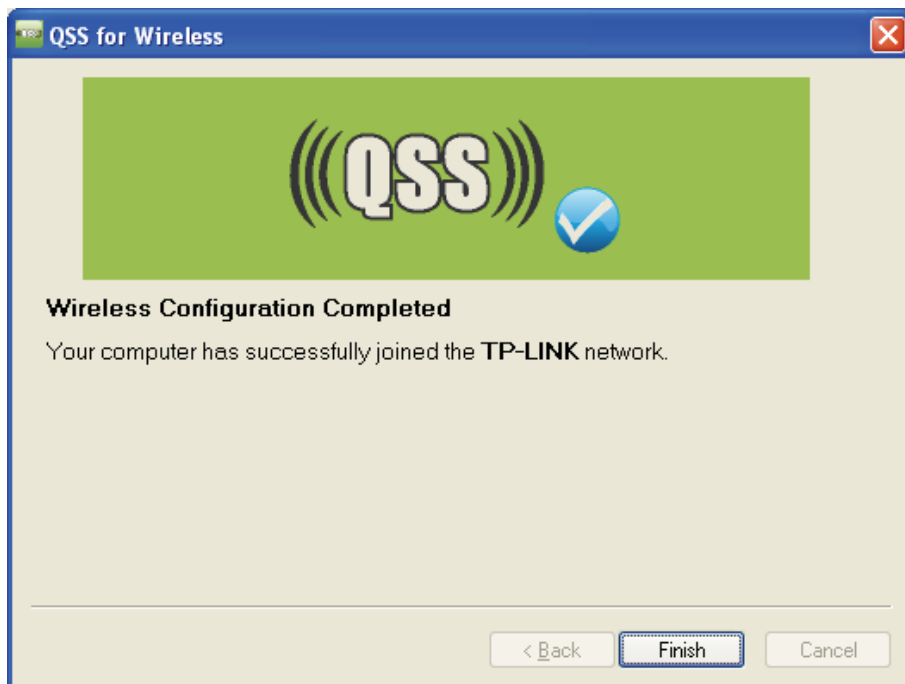 QSS for Wireless
(((QSS)))
Wireless Configuration Completed
Your computer has successfully joined the TP-LINK network.
< Back
Finish
Cancel